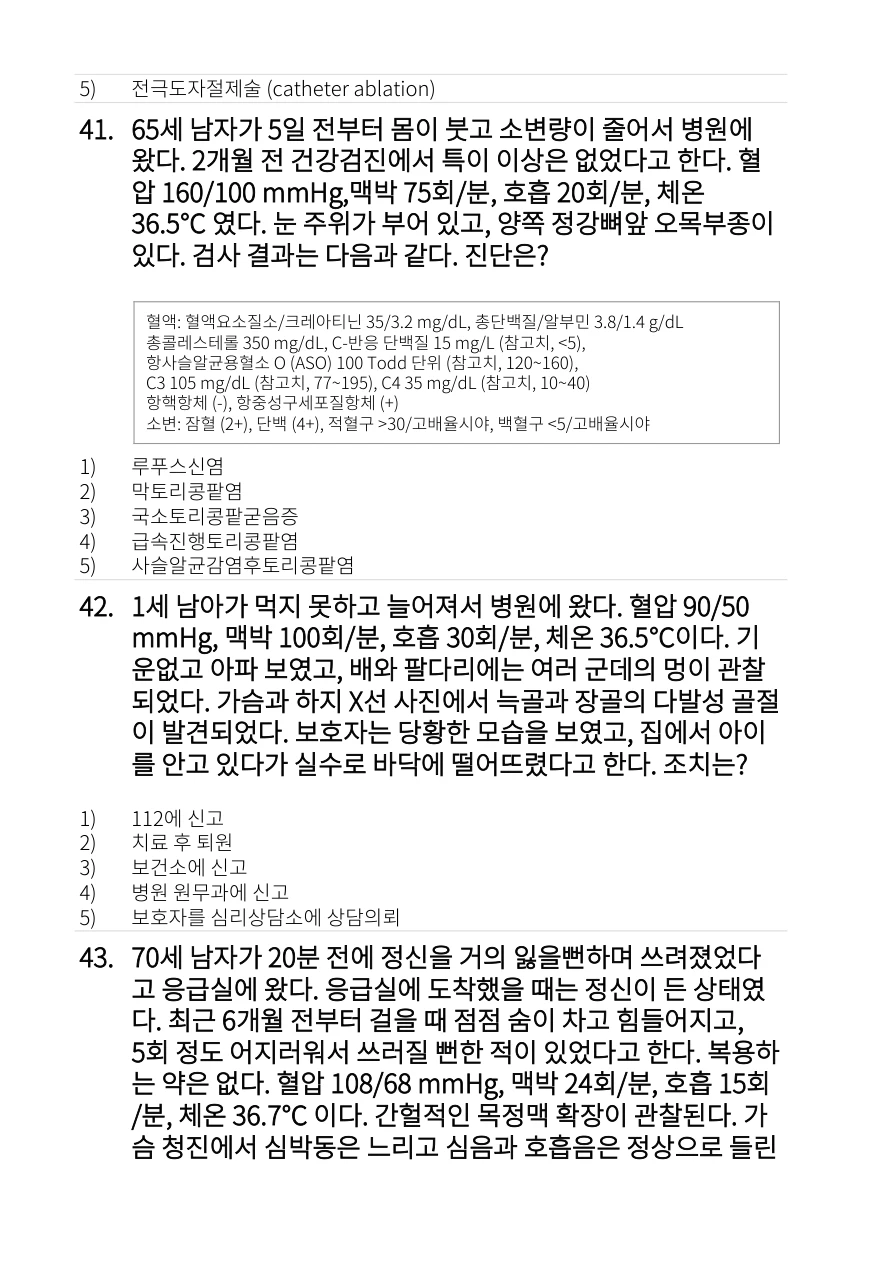 5) 전극도자절제술 (catheter ablation)
41. 65세 남자가 5일 전부터 몸이 붓고 소변량이 줄어서 병원에
왔다. 2개월 전 건강검진에서 특이 이상은 없었다고 한다. 혈
압 160/100 mmHg,맥박 75회/분, 호흡 20회/분, 체온
36.5°C 였다. 눈 주위가 부어 있고, 양쪽 정강뼈앞 오목부종이
있다. 검사 결과는 다음과 같다. 진단은?
혈액: 혈액요소질소/크레아티닌 35/3.2 mg/dL, 총단백질/알부민 3.8/1.4 g/dL
총콜레스테롤 350 mg/dL, C-반응 단백질 15 mg/L (참고치, <5),
항사슬알균용혈소 O (ASO) 100 Todd 단위 (참고치, 120~160),
C3 105 mg/dL (참고치, 77~195), C4 35 mg/dL (참고치, 10~40)
항핵항체 (-), 항중성구세포질항체 (+)
소변: 잠혈 (2+), 단백 (4+), 적혈구 >30/고배율시야, 백혈구 <5/고배율시야
1) 루푸스신염
2) 막토리콩팥염
3) 국소토리콩팥굳음증
4) 급속진행토리콩팥염
5) 사슬알균감염후토리콩팥염
42. 1세 남아가 먹지 못하고 늘어져서 병원에 왔다. 혈압 90/50
mmHg, 맥박 100회/분, 호흡 30회/분, 체온 36.5°C이다. 기
운없고 아파 보였고, 배와 팔다리에는 여러 군데의 멍이 관찰
되었다. 가슴과 하지 X선 사진에서 늑골과 장골의 다발성 골절
이 발견되었다. 보호자는 당황한 모습을 보였고, 집에서 아이
를 안고 있다가 실수로 바닥에 떨어뜨렸다고 한다. 조치는?
1) 112에 신고
2) 치료 후 퇴원
3) 보건소에 신고
4) 병원 원무과에 신고
5) 보호자를 심리상담소에 상담의뢰
43. 70세 남자가 20분 전에 정신을 거의 잃을뻔하며 쓰려졌었다
고 응급실에 왔다. 응급실에 도착했을 때는 정신이 든 상태였
다. 최근 6개월 전부터 걸을 때 점점 숨이 차고 힘들어지고,
5회 정도 어지러워서 쓰러질 뻔한 적이 있었다고 한다. 복용하
는 약은 없다. 혈압 108/68 mmHg, 맥박 24회/분, 호흡 15회
/분, 체온 36.7°C 이다. 간헐적인 목정맥 확장이 관찰된다. 가
슴 청진에서 심박동은 느리고 심음과 호흡음은 정상으로 들린